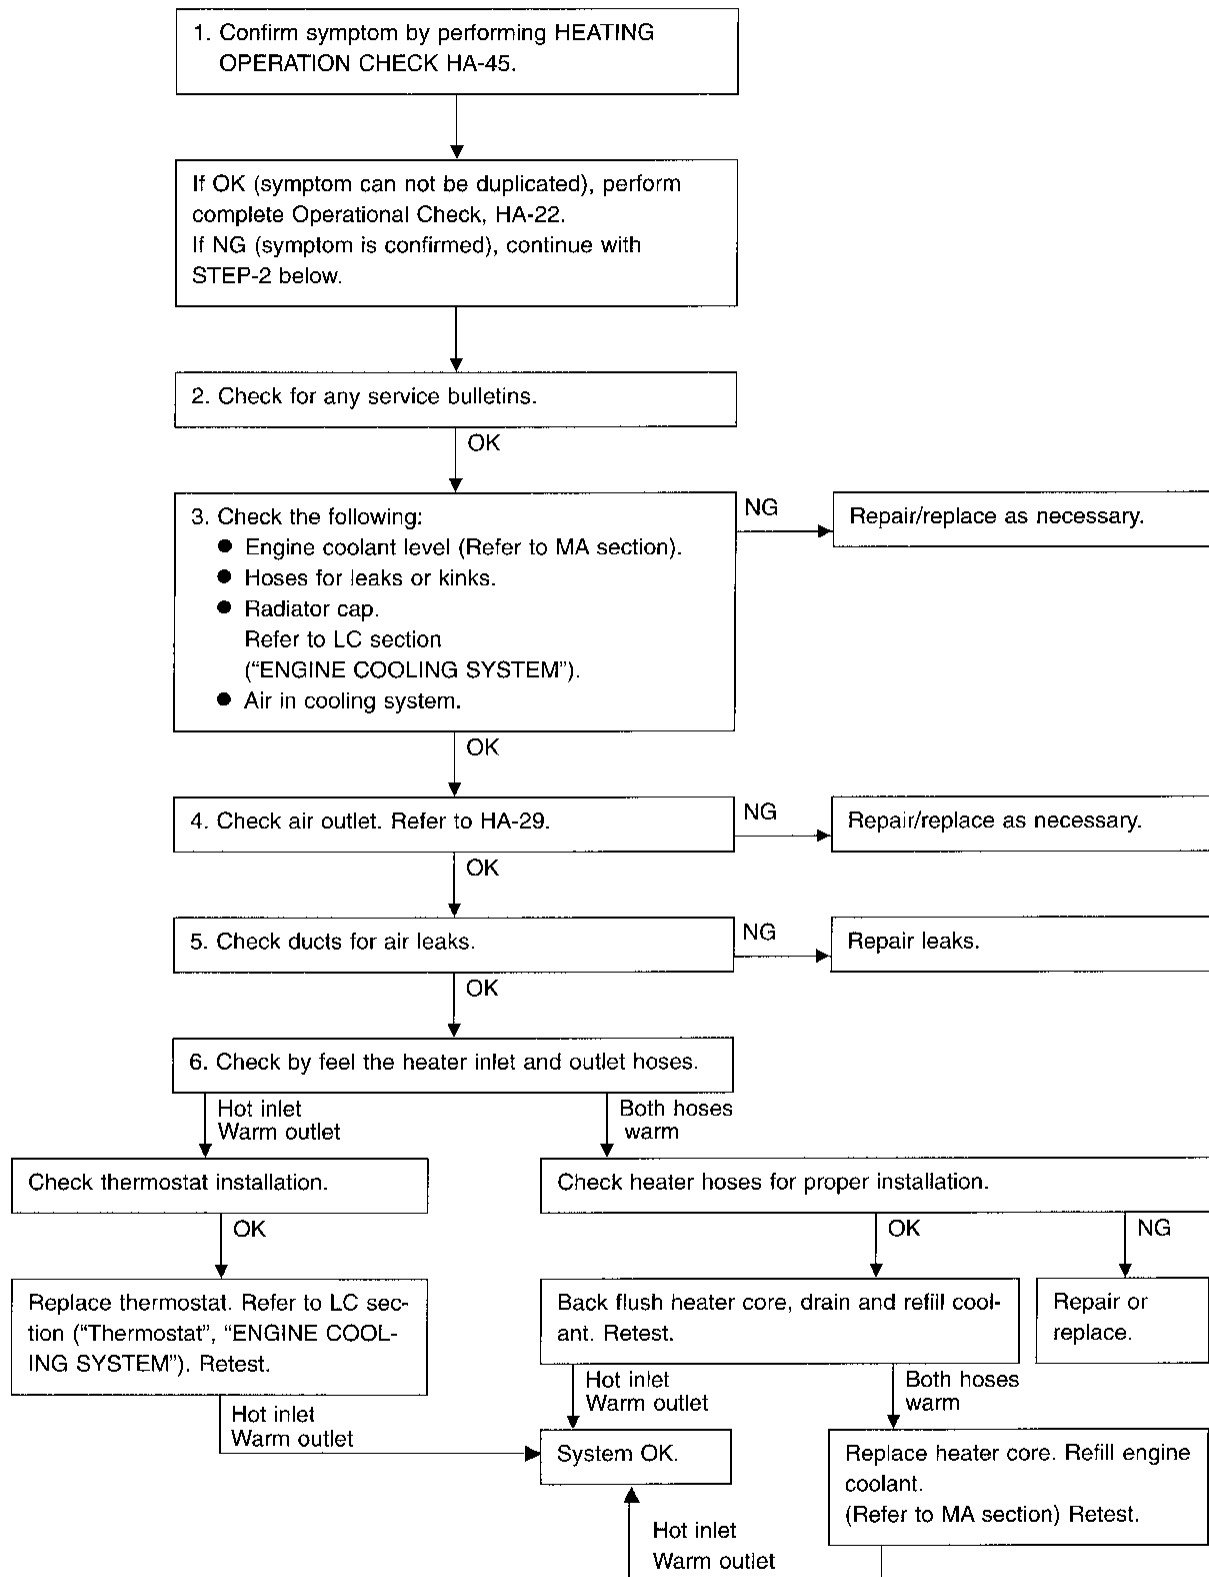 1. Confirm symptom by performing HEATING
OPERATION CHECK HA-45.
If OK (symptom can not be duplicated), perform
complete Operational Check, HA-22.
If NG (symptom is confirmed), continue with
STEP-2 below.
2. Check for any service bulletins.
OK
3. Check the following:
● Engine coolant level (Refer to MA section).
● Hoses for leaks or kinks.
● Radiator cap.
Refer to LC section
(“ENGINE COOLING SYSTEM”).
● Air in cooling system.
NG
Repair/replace as necessary.
OK
4. Check air outlet. Refer to HA-29.
NG
Repair/replace as necessary.
OK
5. Check ducts for air leaks.
NG
Repair leaks.
OK
6. Check by feel the heater inlet and outlet hoses.
Hot inlet
Warm outlet
Both hoses
warm
Check thermostat installation.
Check heater hoses for proper installation.
OK
OK
NG
Replace thermostat. Refer to LC sec-
tion (“Thermostat”, “ENGINE COOL-
ING SYSTEM”). Retest.
Back flush heater core, drain and refill cool-
ant. Retest.
Repair or
replace.
Hot inlet
Warm outlet
Hot inlet
Warm outlet
Both hoses
warm
System OK.
Replace heater core. Refill engine
coolant.
(Refer to MA section) Retest.
Hot inlet
Warm outlet